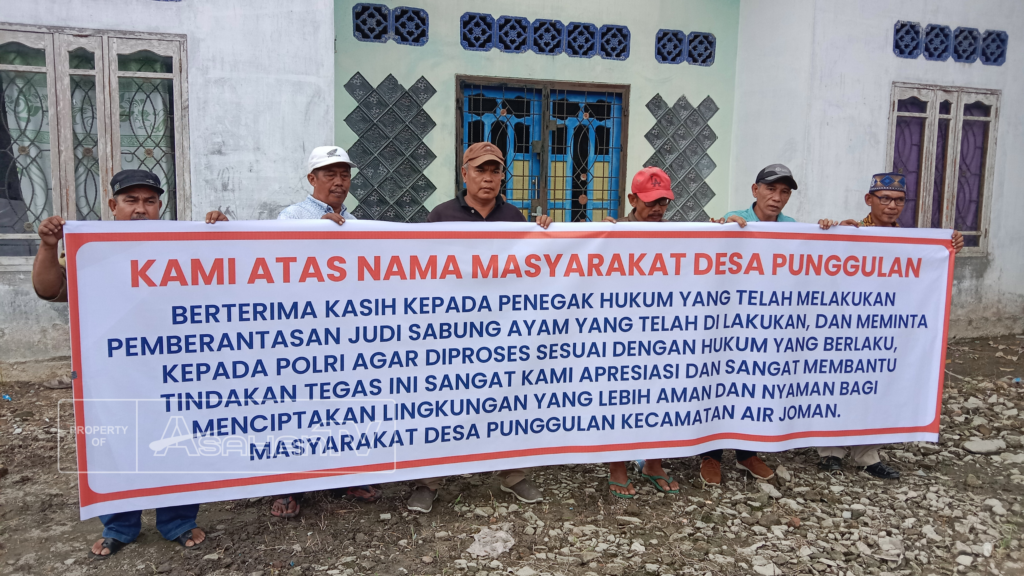 KAMI ATAS NAMA MASYARAKAT DESA PUNGGULAN
BERTERIMA KASIH KEPADA PENEGAK HUKUM YANG TELAH MELAKUKAN
PEMBERANTASAN JUDI SABUNG AYAM YANG TELAH DI LAKUKAN, DAN MEMINTA
KEPADA POLRI AGAR DIPROSES SESUAI DENGAN HUKUM YANG BERLAKU,
TINDAKAN TEGAS INI SANGAT KAMI APRESIASI DAN SANGAT MEMBANTU
MENCIPTAKAN LINGKUNGAN YANG LEBIH AMAN DAN NYAMAN BAGI
MASYARAKAT DESA PUNGGULAN KECAMATAN AIR JOMAN.
PROPERTY
OF